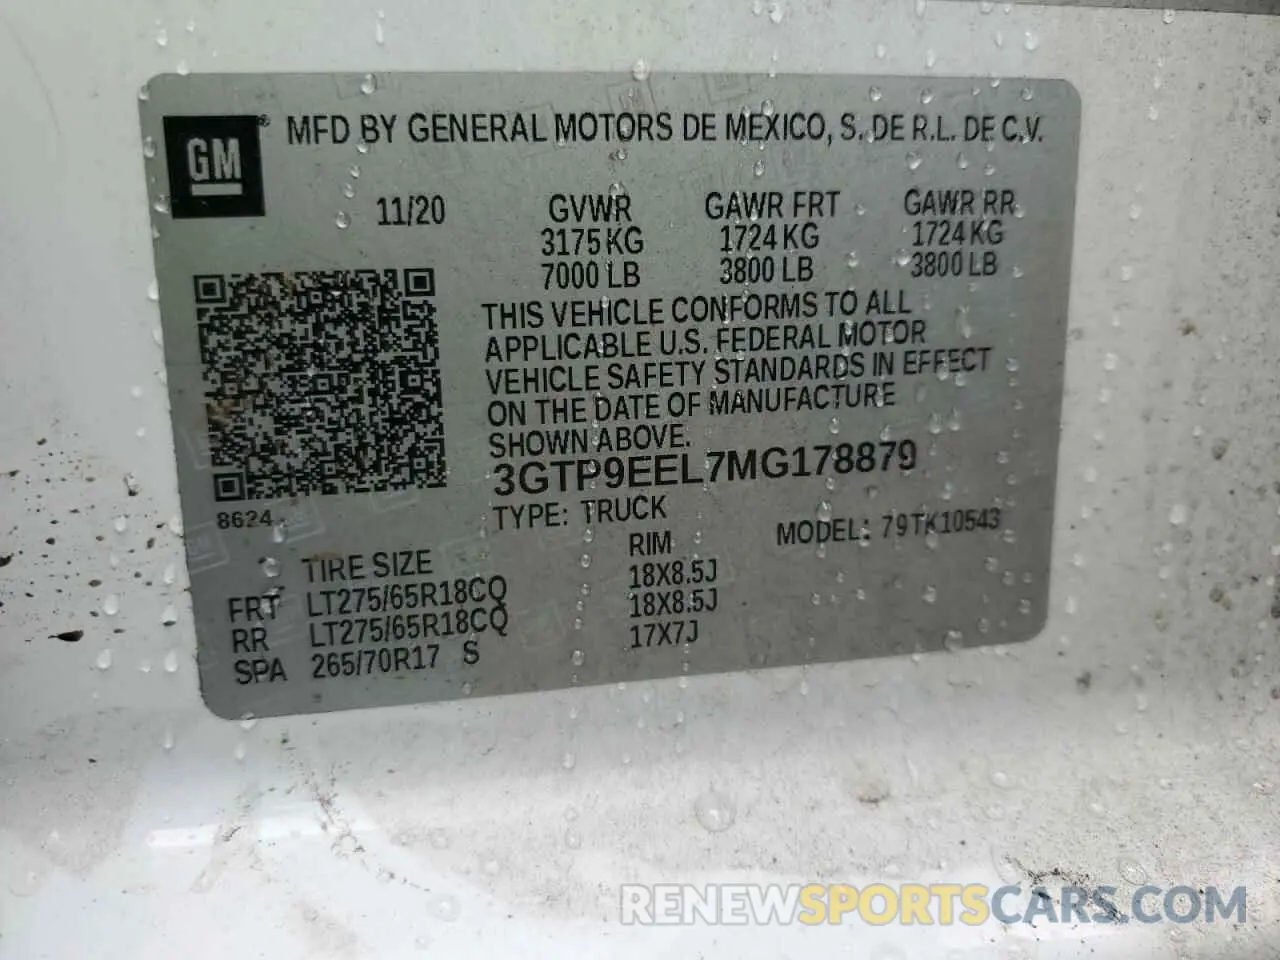 GM ® MFD BY GENERAL MOTORS DE MEXICO, S. DE R.L. DE C.V.
11/20 GVWR GAWR FRT GAWR RR
3175 KG 1724 KG 1724 KG
7000 LB 3800 LB 3800 LB
THIS VEHICLE CONFORMS TO ALL
APPLICABLE U.S. FEDERAL MOTOR
VEHICLE SAFETY STANDARDS IN EFFECT
ON THE DATE OF MANUFACTURE
SHOWN ABOVE.
3GTP9EEL7MG178879
8624 TYPE: TRUCK MODEL: 79TK10543
TIRE SIZE RIM
FRT LT275/65R18CQ 18X8.5J
RR LT275/65R18CQ 18X8.5J
SPA 265/70R17 S 17X7J
RENEWSPORTSCARS.COM